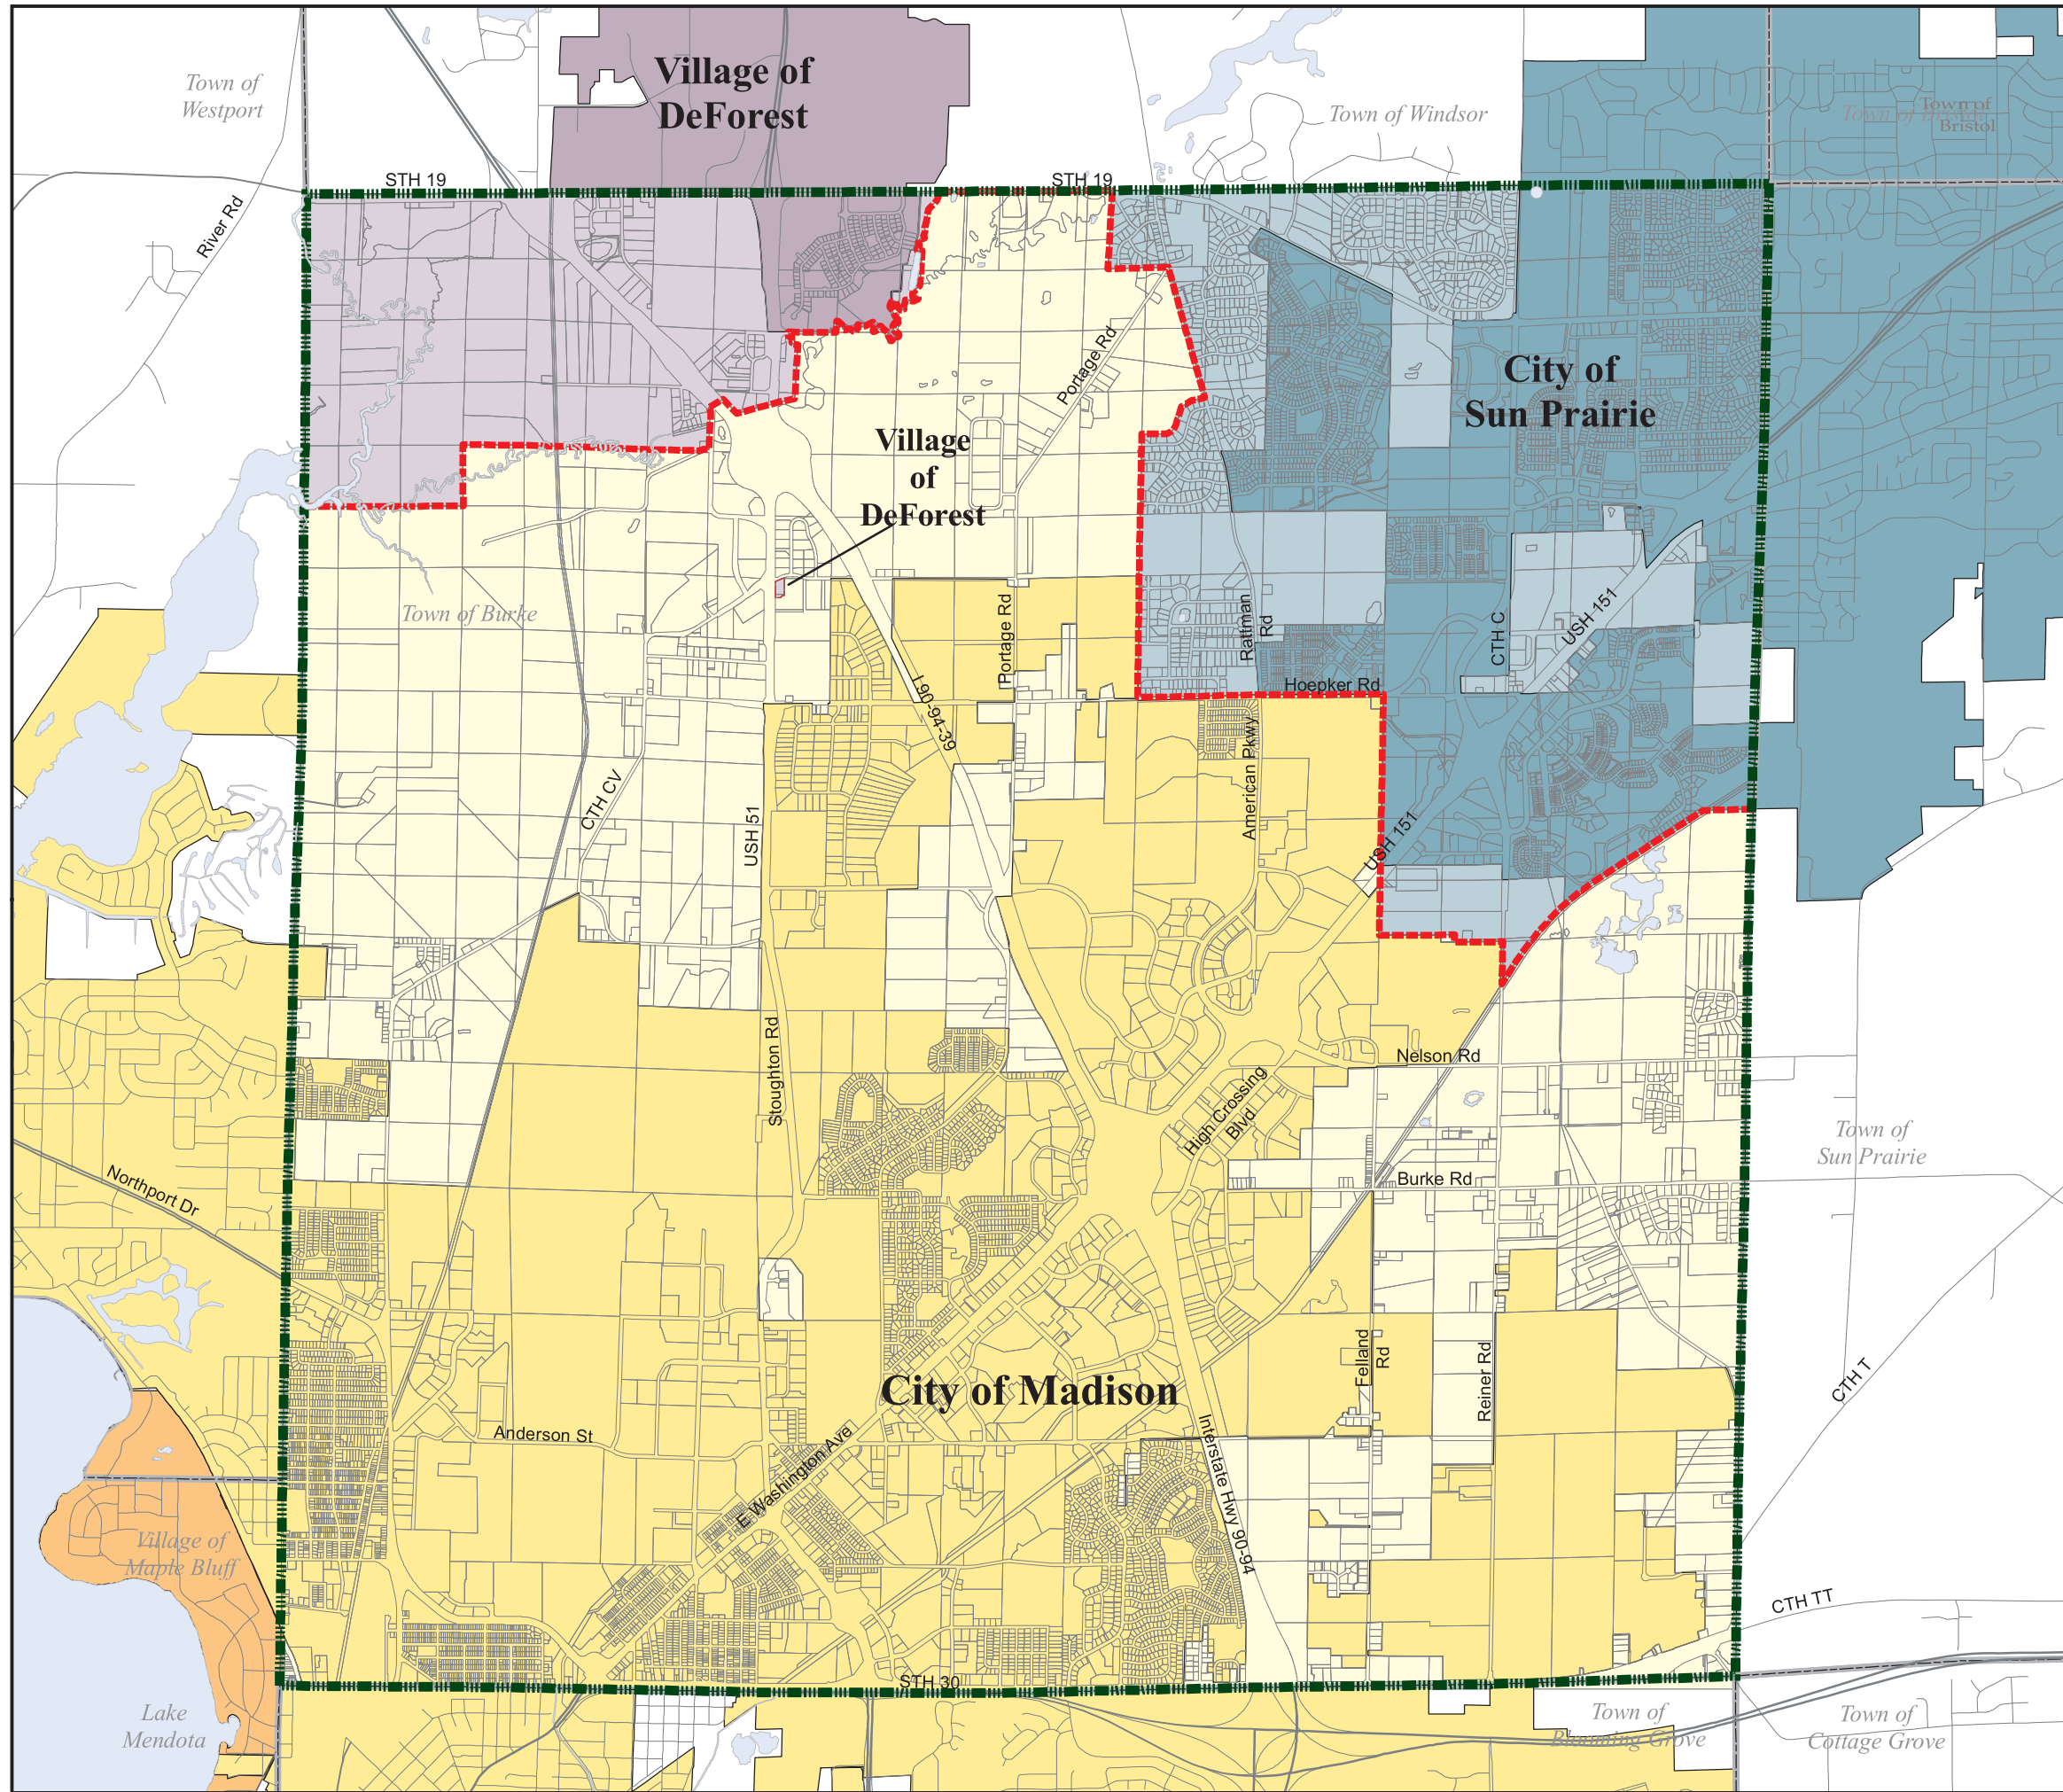 Village of
DeForest
Town of
Westport
Town of Windsor
Town of Bristol
Town of
Bristol
STH 19
STH 19
River Rd
City of
Sun Prairie
Portage Rd
Village
of
DeForest
Town of Burke
Portage Rd
Rattman
Rd
CTH C
USH 151
Hoepker Rd
I-90-94-39
American Pkwy
CTH CV
USH 51
USH 151
Stoughton Rd
Nelson Rd
High Crossing
Blvd
Town of
Sun Prairie
Northport Dr
Burke Rd
Felland
Rd
Reiner Rd
CTH T
City of Madison
Anderson St
E Washington Ave
Interstate Hwy 90-94
Village of
Maple Bluff
CTH TT
STH 30
Lake
Mendota
Town of
Blooming Grove
Town of
Cottage Grove